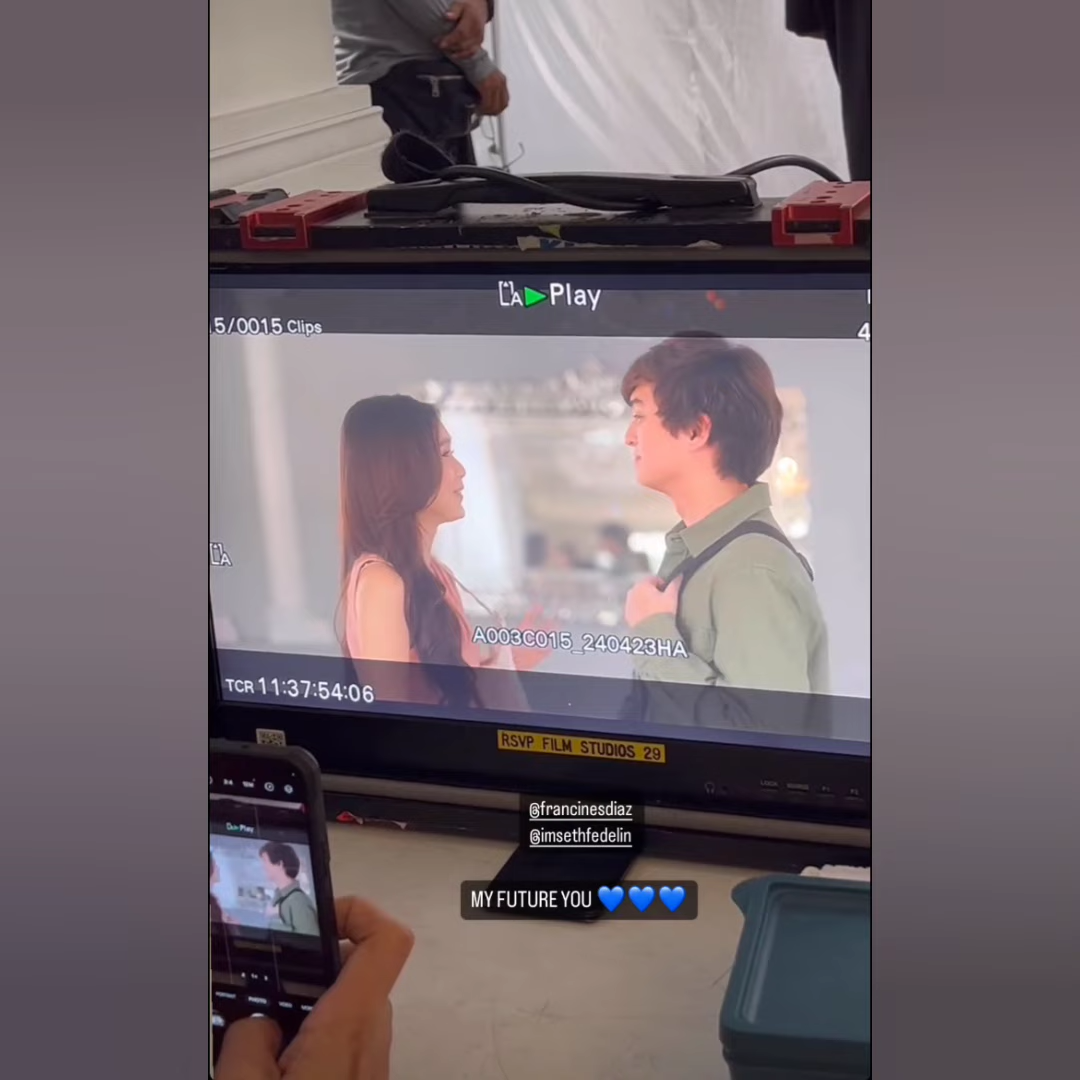 A▶Play
5/0015 Clips
4
A
A003C015_240423HA
TCR 11:37:54:06
RSVP FILM STUDIOS 29
Play
@francinesdiaz
@imsethfedelin
MY FUTURE YOU 💙💙💙